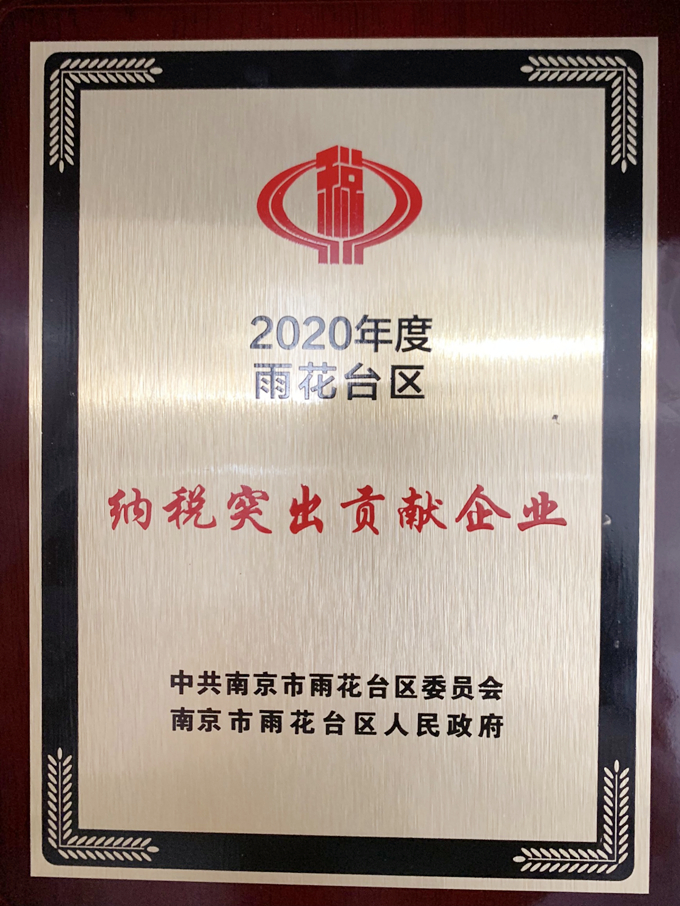 税
2020年度
雨花台区
纳税突出贡献企业
中共南京市雨花台区委员会
南京市雨花台区人民政府